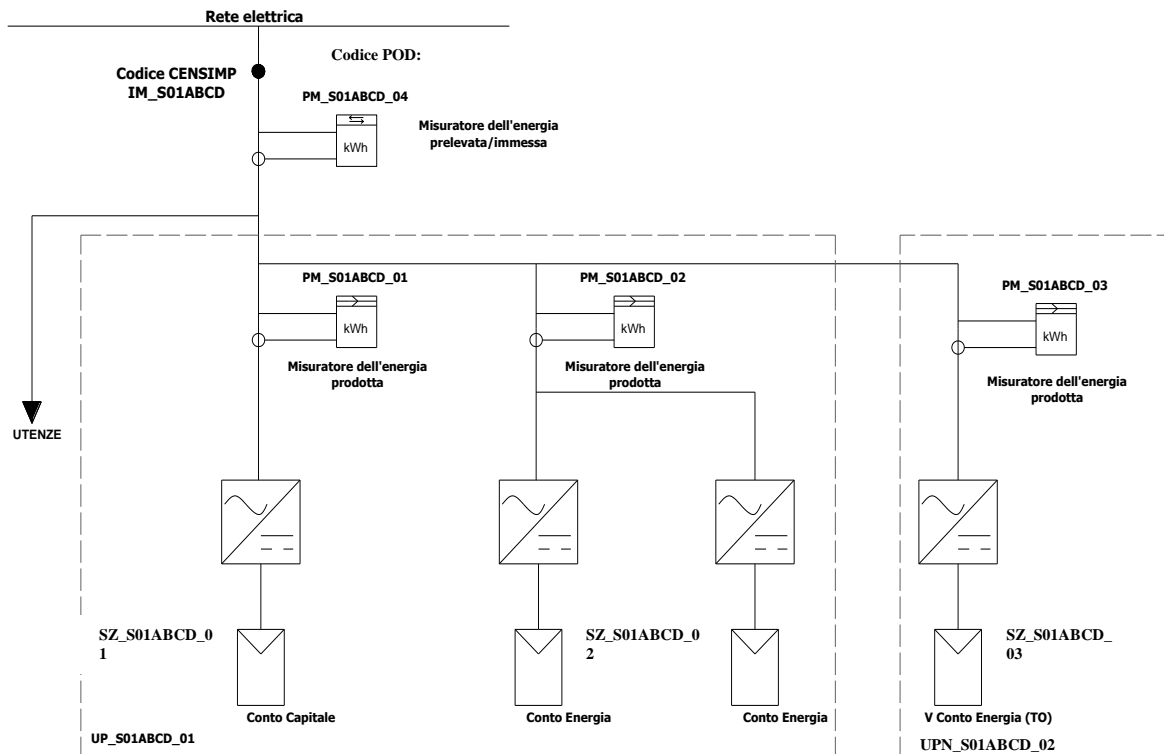 Rete elettrica
Codice POD:
Codice CENSIMP
IM_S01ABCD
PM_S01ABCD_04
Misuratore dell'energia
prelevata/immessa
kWh
PM_S01ABCD_01
PM_S01ABCD_02
PM_S01ABCD_03
kWh
kWh
kWh
Misuratore dell'energia
prodotta
Misuratore dell'energia
prodotta
Misuratore dell'energia
prodotta
UTENZE
SZ_S01ABCD_0
1
SZ_S01ABCD_0
2
SZ_S01ABCD_
03
Conto Capitale
Conto Energia
Conto Energia
V Conto Energia (TO)
UP_S01ABCD_01
UPN_S01ABCD_02